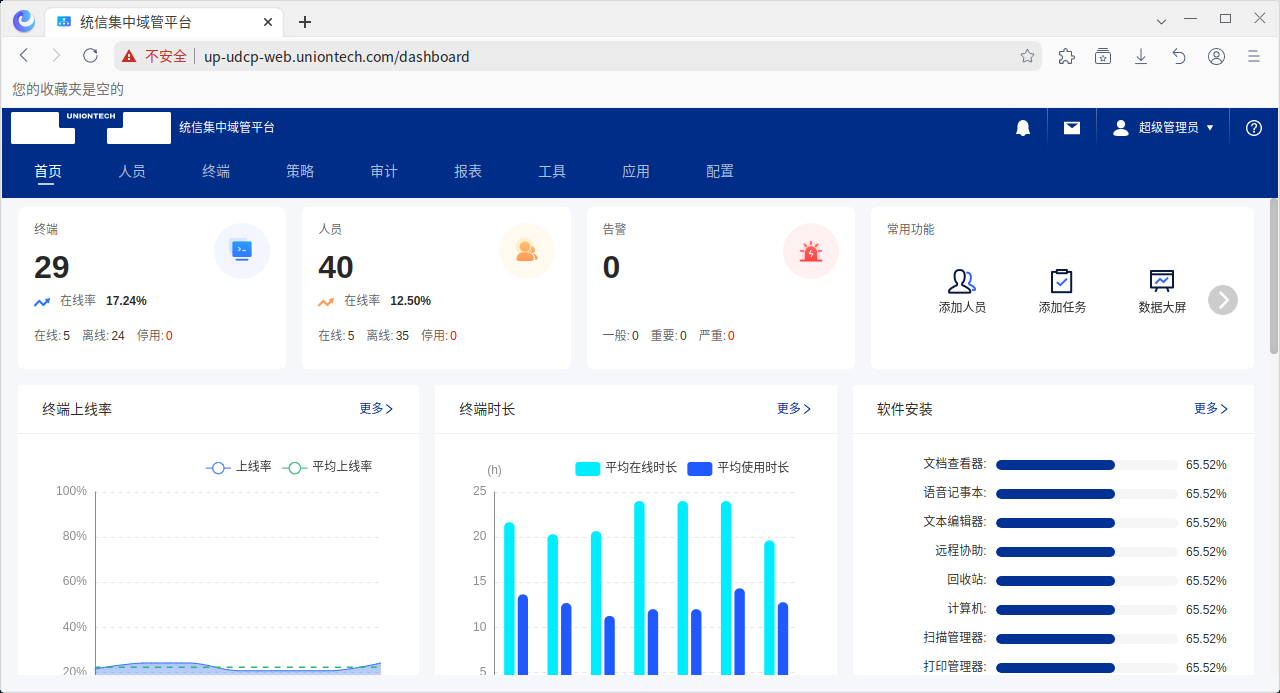 统信集中域管平台
不安全 up-udcp-web.uniontech.com/dashboard
您的收藏夹是空的
UNIONTECH 统信集中域管平台 超级管理员
首页 人员 终端 策略 审计 报表 工具 应用 配置
终端
29
在线率 17.24%
在线: 5 离线: 24 停用: 0
人员
40
在线率 12.50%
在线: 5 离线: 35 停用: 0
告警
0
一般: 0 重要: 0 严重: 0
常用功能
添加人员 添加任务 数据大屏
终端上线率 更多
上线率 平均上线率
100%
80%
60%
40%
20%
终端时长 更多
(h) 平均在线时长 平均使用时长
25
20
15
10
5
软件安装 更多
文档查看器: 65.52%
语音记事本: 65.52%
文本编辑器: 65.52%
远程协助: 65.52%
回收站: 65.52%
计算机: 65.52%
扫描管理器: 65.52%
打印管理器: 65.52%